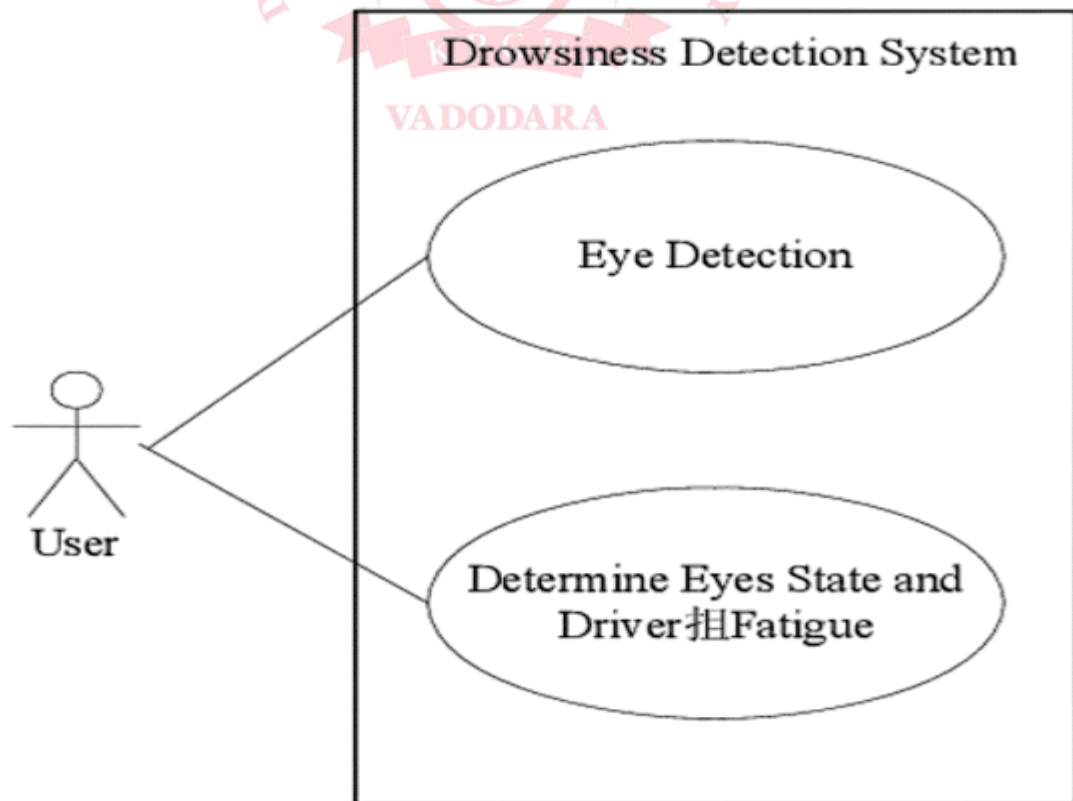 Drowsiness Detection System
VADODARA
Eye Detection
User
Determine Eyes State and
Driver担Fatigue